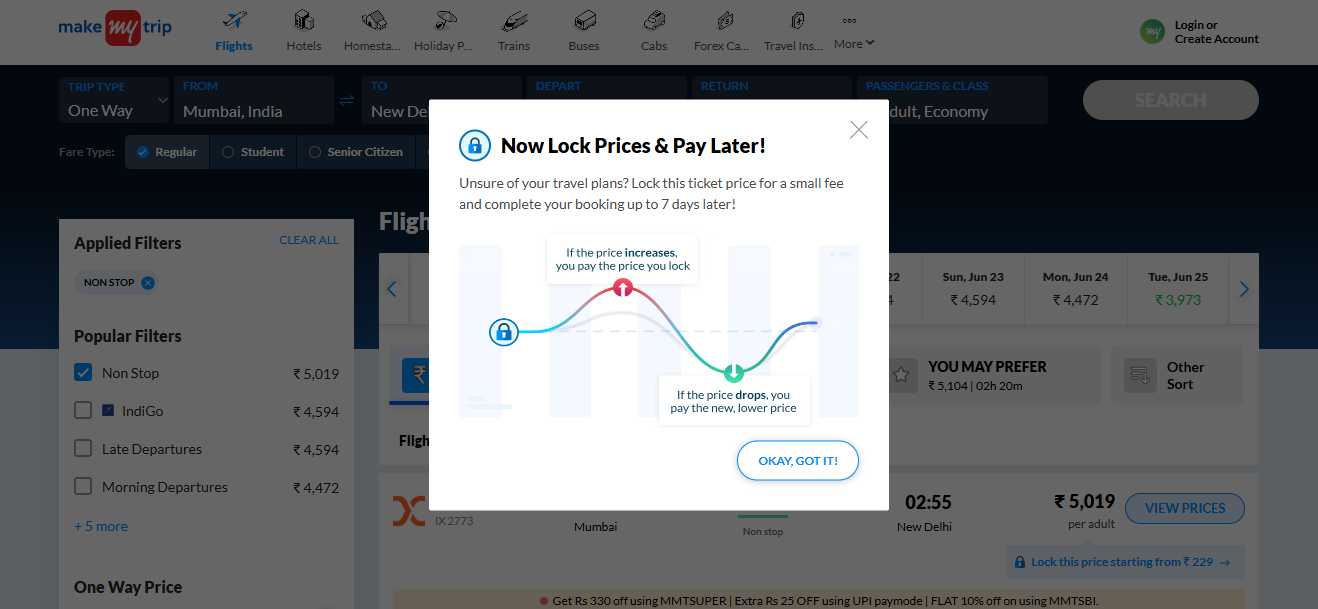 make my trip
Flights
Hotels
Homesta...
Holiday P...
Trains
Buses
Cabs
Forex Ca...
Travel Ins...
More
my
Login or
Create Account
TRIP TYPE
One Way
FROM
Mumbai, India
TO
New De
DEPART
RETURN
PASSENGERS & CLASS
dult, Economy
SEARCH
Fare Type:
Regular
Student
Senior Citizen
Now Lock Prices & Pay Later!
Unsure of your travel plans? Lock this ticket price for a small fee
and complete your booking up to 7 days later!
If the price increases,
you pay the price you lock
If the price drops, you
pay the new, lower price
OKAY, GOT IT!
Applied Filters
CLEAR ALL
NON STOP
Popular Filters
Non Stop
₹ 5,019
IndiGo
₹ 4,594
Late Departures
₹ 4,594
Morning Departures
₹ 4,472
+ 5 more
One Way Price
Fligh
22
4
Sun, Jun 23
₹ 4,594
Mon, Jun 24
₹ 4,472
Tue, Jun 25
₹ 3,973
₹
YOU MAY PREFER
₹ 5,104 | 02h 20m
Other
Sort
Fligh
IX 2773
Mumbai
Non stop
02:55
New Delhi
₹ 5,019
per adult
VIEW PRICES
Lock this price starting from ₹ 229 →
Get Rs 330 off using MMTSUPER | Extra Rs 25 OFF using UPI paymode | FLAT 10% off on using MMTSBI.